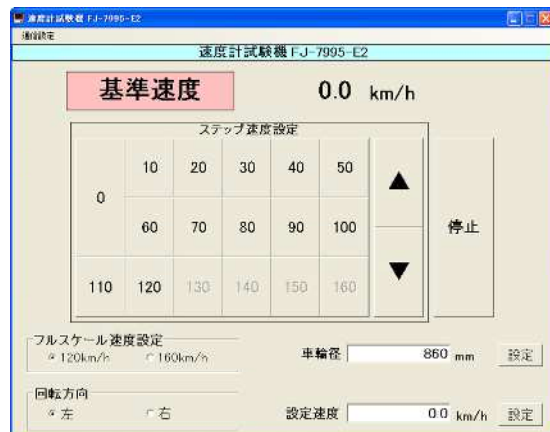 速度計試験機 FJ-7995-E2
通信設定
速度計試験機 FJ-7995-E2
基準速度 0.0 km/h
ステップ速度設定
0 10 20 30 40 50 ▲
60 70 80 90 100 停止
110 120 130 140 150 160 ▼
フルスケール速度設定
120km/h 160km/h
車輪径 860 mm 設定
回転方向
左 右
設定速度 0.0 km/h 設定